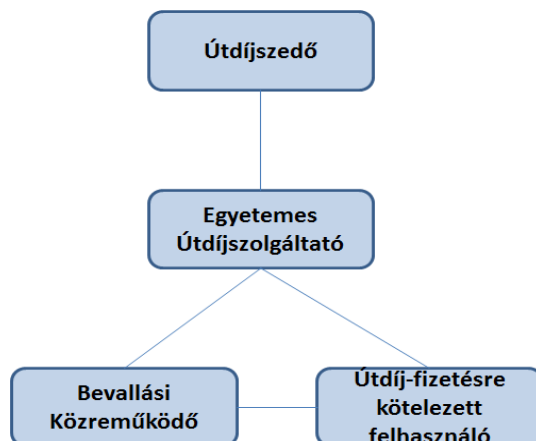 Útdíjszedő
Egyetemes
Útdíjszolgáltató
Bevallási
Közreműködő
Útdíj-fizetésre
kötelezett
felhasználó